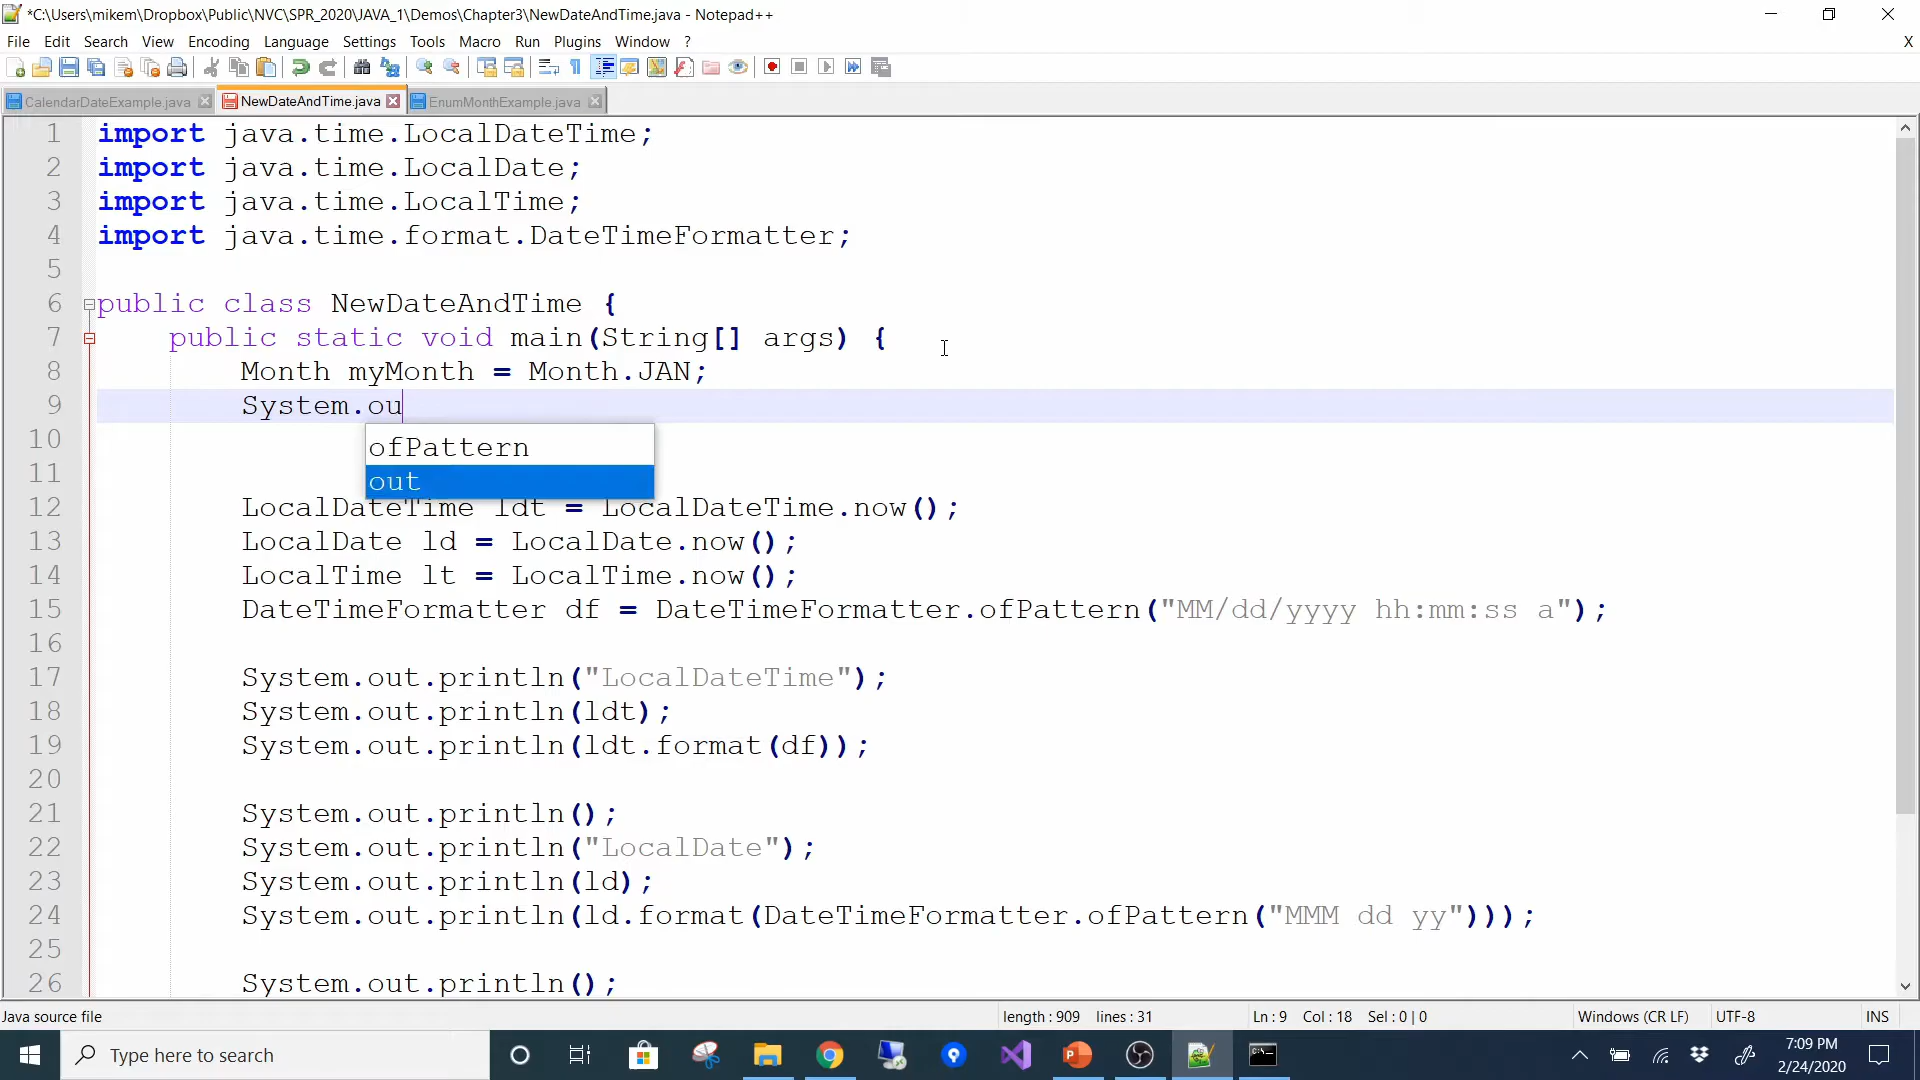 *C:\Users\mikem\Dropbox\Public\NVC\SPR_2020\JAVA_1\Demos\Chapter3\NewDateAndTime.java - Notepad++
File Edit Search View Encoding Language Settings Tools Macro Run Plugins Window ? X
CalendarDateExample.java NewDateAndTime.java EnumMonthExample.java
1 import java.time.LocalDateTime;
2 import java.time.LocalDate;
3 import java.time.LocalTime;
4 import java.time.format.DateTimeFormatter;
5
6 public class NewDateAndTime {
7 public static void main(String[] args) {
8 Month myMonth = Month.JAN;
9 System.ou
10 ofPattern
11 out
12 LocalDateTime ldt = LocalDateTime.now();
13 LocalDate ld = LocalDate.now();
14 LocalTime lt = LocalTime.now();
15 DateTimeFormatter df = DateTimeFormatter.ofPattern("MM/dd/yyyy hh:mm:ss a");
16
17 System.out.println("LocalDateTime");
18 System.out.println(ldt);
19 System.out.println(ldt.format(df));
20
21 System.out.println();
22 System.out.println("LocalDate");
23 System.out.println(ld);
24 System.out.println(ld.format(DateTimeFormatter.ofPattern("MMM dd yy")));
25
26 System.out.println();
Java source file length : 909 lines : 31 Ln : 9 Col : 18 Sel : 0 | 0 Windows (CR LF) UTF-8 INS
Type here to search
7:09 PM
2/24/2020